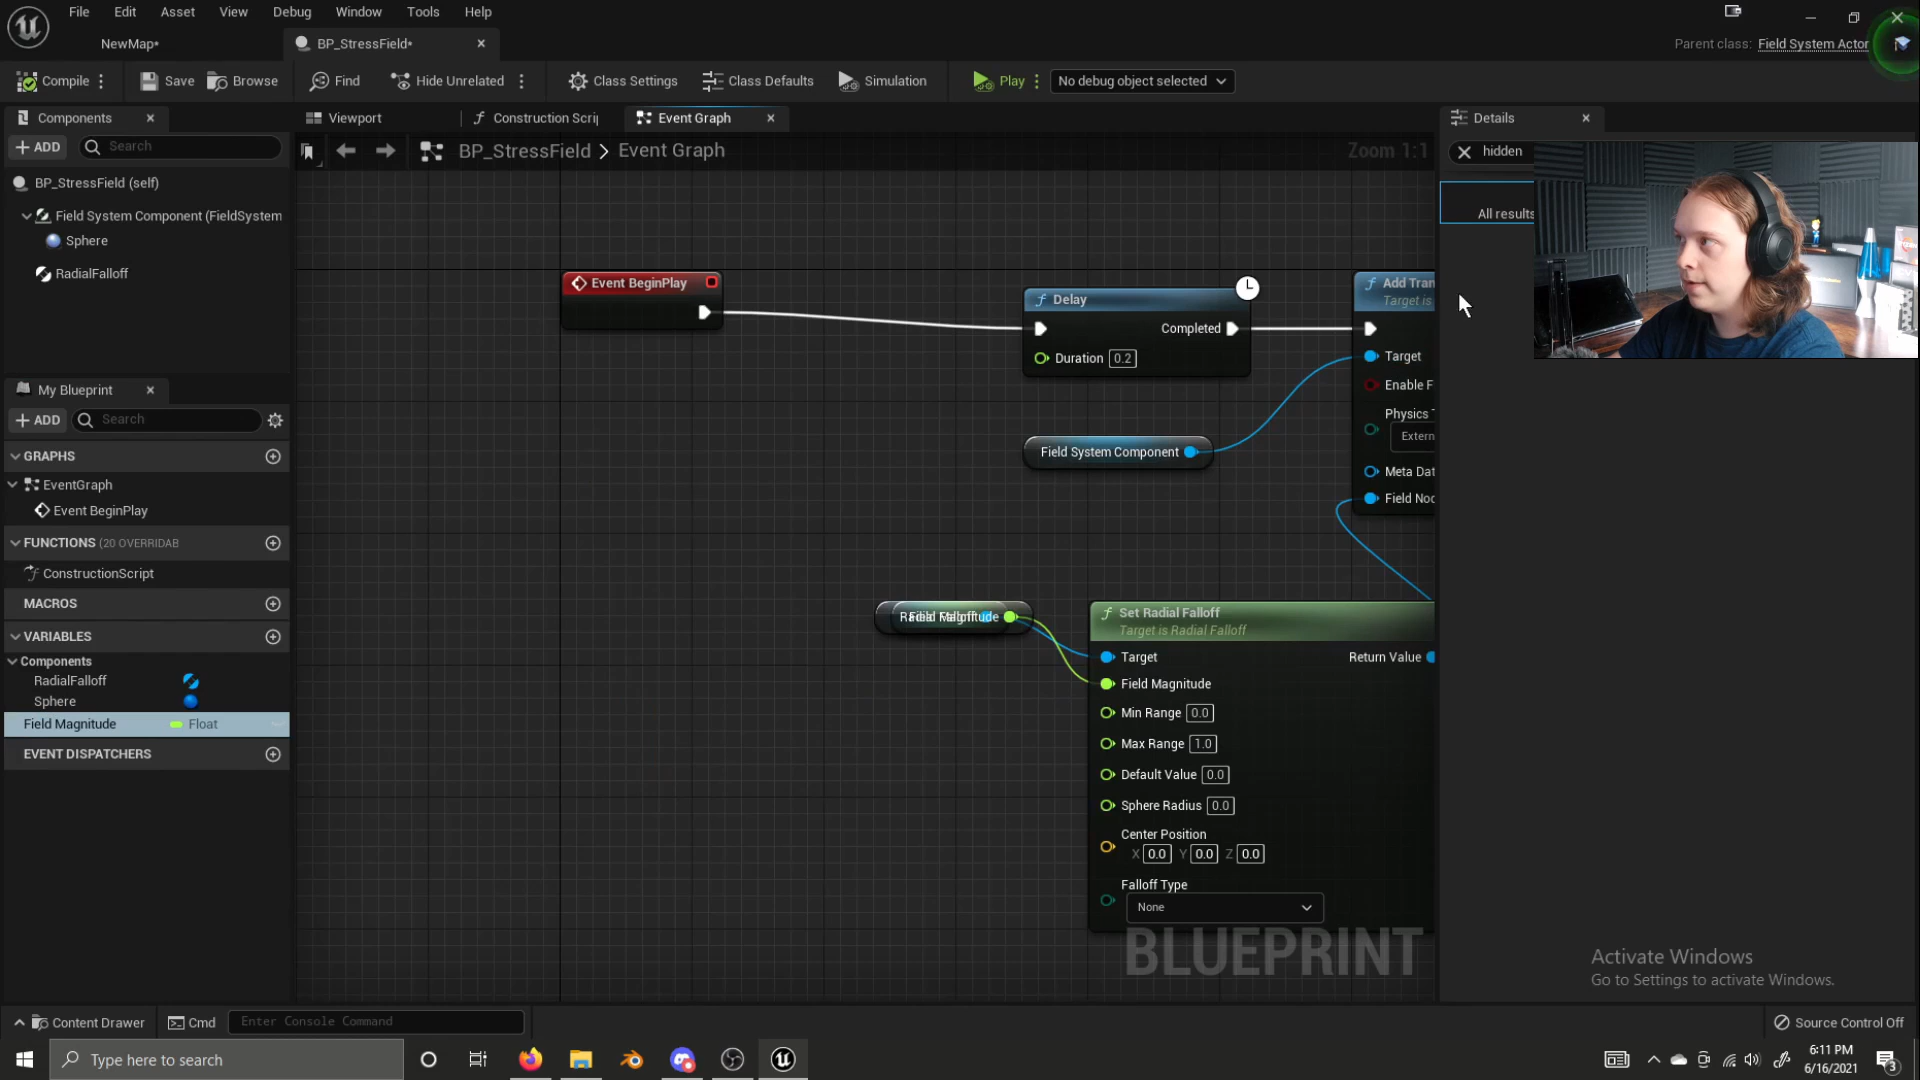 File Edit Asset View Debug Window Tools Help
NewMap*
BP_StressField*
Parent class: Field System Actor
Compile
Save
Browse
Find
Hide Unrelated
Class Settings
Class Defaults
Simulation
Play
No debug object selected
Components
Viewport
Construction Scrip
Event Graph
Details
ADD
Search
BP_StressField > Event Graph
Zoom 1:1
hidden
BP_StressField (self)
Field System Component (FieldSystem
Sphere
RadialFalloff
All results
Event BeginPlay
Delay
Completed
Duration 0.2
Add Tran
Target is
Target
Enable F
Physics T
Extern
Meta Dat
Field Noc
Field System Component
My Blueprint
ADD
Search
GRAPHS
EventGraph
Event BeginPlay
FUNCTIONS (20 OVERRIDAB
ConstructionScript
MACROS
VARIABLES
Components
RadialFalloff
Sphere
Field Magnitude Float
EVENT DISPATCHERS
Set Radial Falloff
Target is Radial Falloff
Target
Return Value
Field Magnitude
Min Range 0.0
Max Range 1.0
Default Value 0.0
Sphere Radius 0.0
Center Position
X 0.0 Y 0.0 Z 0.0
Falloff Type
None
BLUEPRINT
Activate Windows
Go to Settings to activate Windows.
Content Drawer
Cmd
Enter Console Command
Source Control Off
Type here to search
6:11 PM
6/16/2021
3